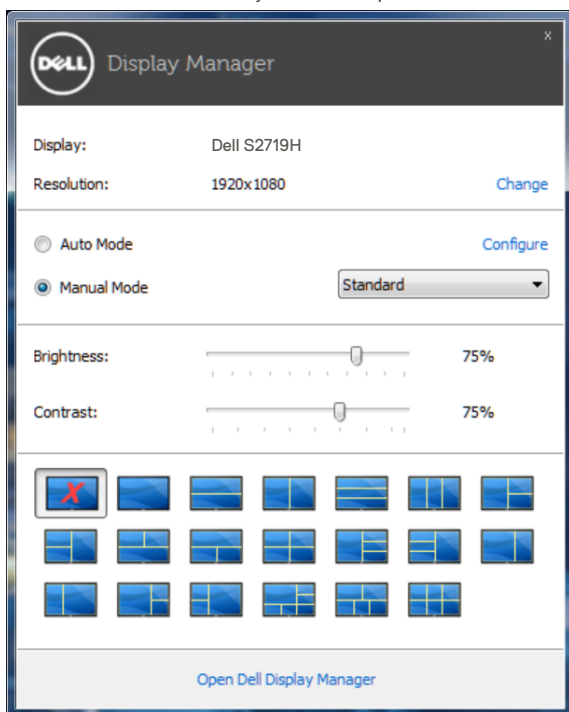 DELL
Display Manager
x
Display: Dell S2719H
Resolution: 1920x1080 Change
Auto Mode Configure
Manual Mode Standard
Brightness: 75%
Contrast: 75%
Open Dell Display Manager